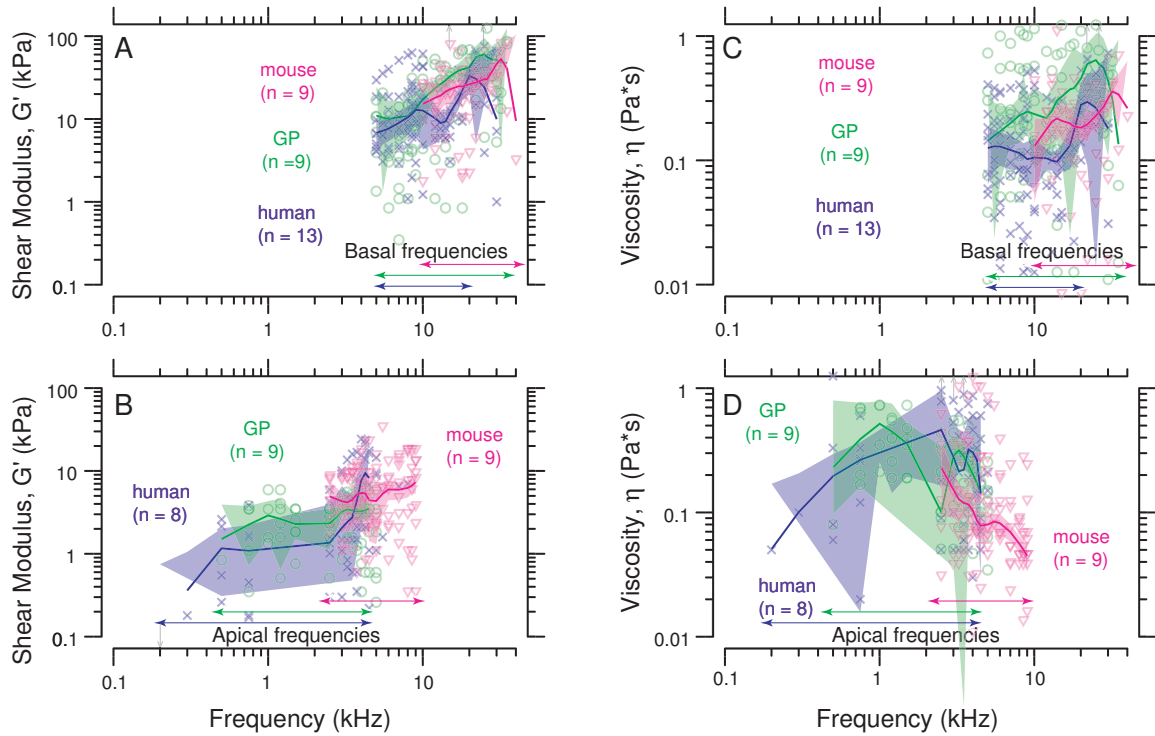 A
Shear Modulus, G' (kPa)
100
10
1
0.1
mouse
(n = 9)
GP
(n =9)
human
(n = 13)
Basal frequencies
0.1
1
10
C
Viscosity, η (Pa*s)
1
0.1
0.01
mouse
(n = 9)
GP
(n =9)
human
(n = 13)
Basal frequencies
0.1
1
10
B
Shear Modulus, G' (kPa)
100
10
1
0.1
GP
(n = 9)
mouse
(n = 9)
human
(n = 8)
Apical frequencies
0.1
1
10
Frequency (kHz)
D
Viscosity, η (Pa*s)
1
0.1
0.01
GP
(n = 9)
mouse
(n = 9)
human
(n = 8)
Apical frequencies
0.1
1
10
Frequency (kHz)